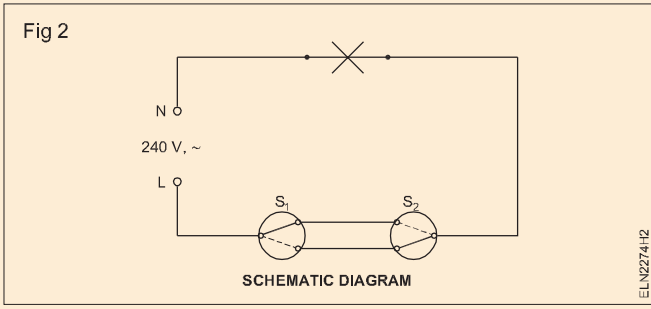 Fig 2
N
240 V, ~
L
S1 S2
SCHEMATIC DIAGRAM
ELN2274H2